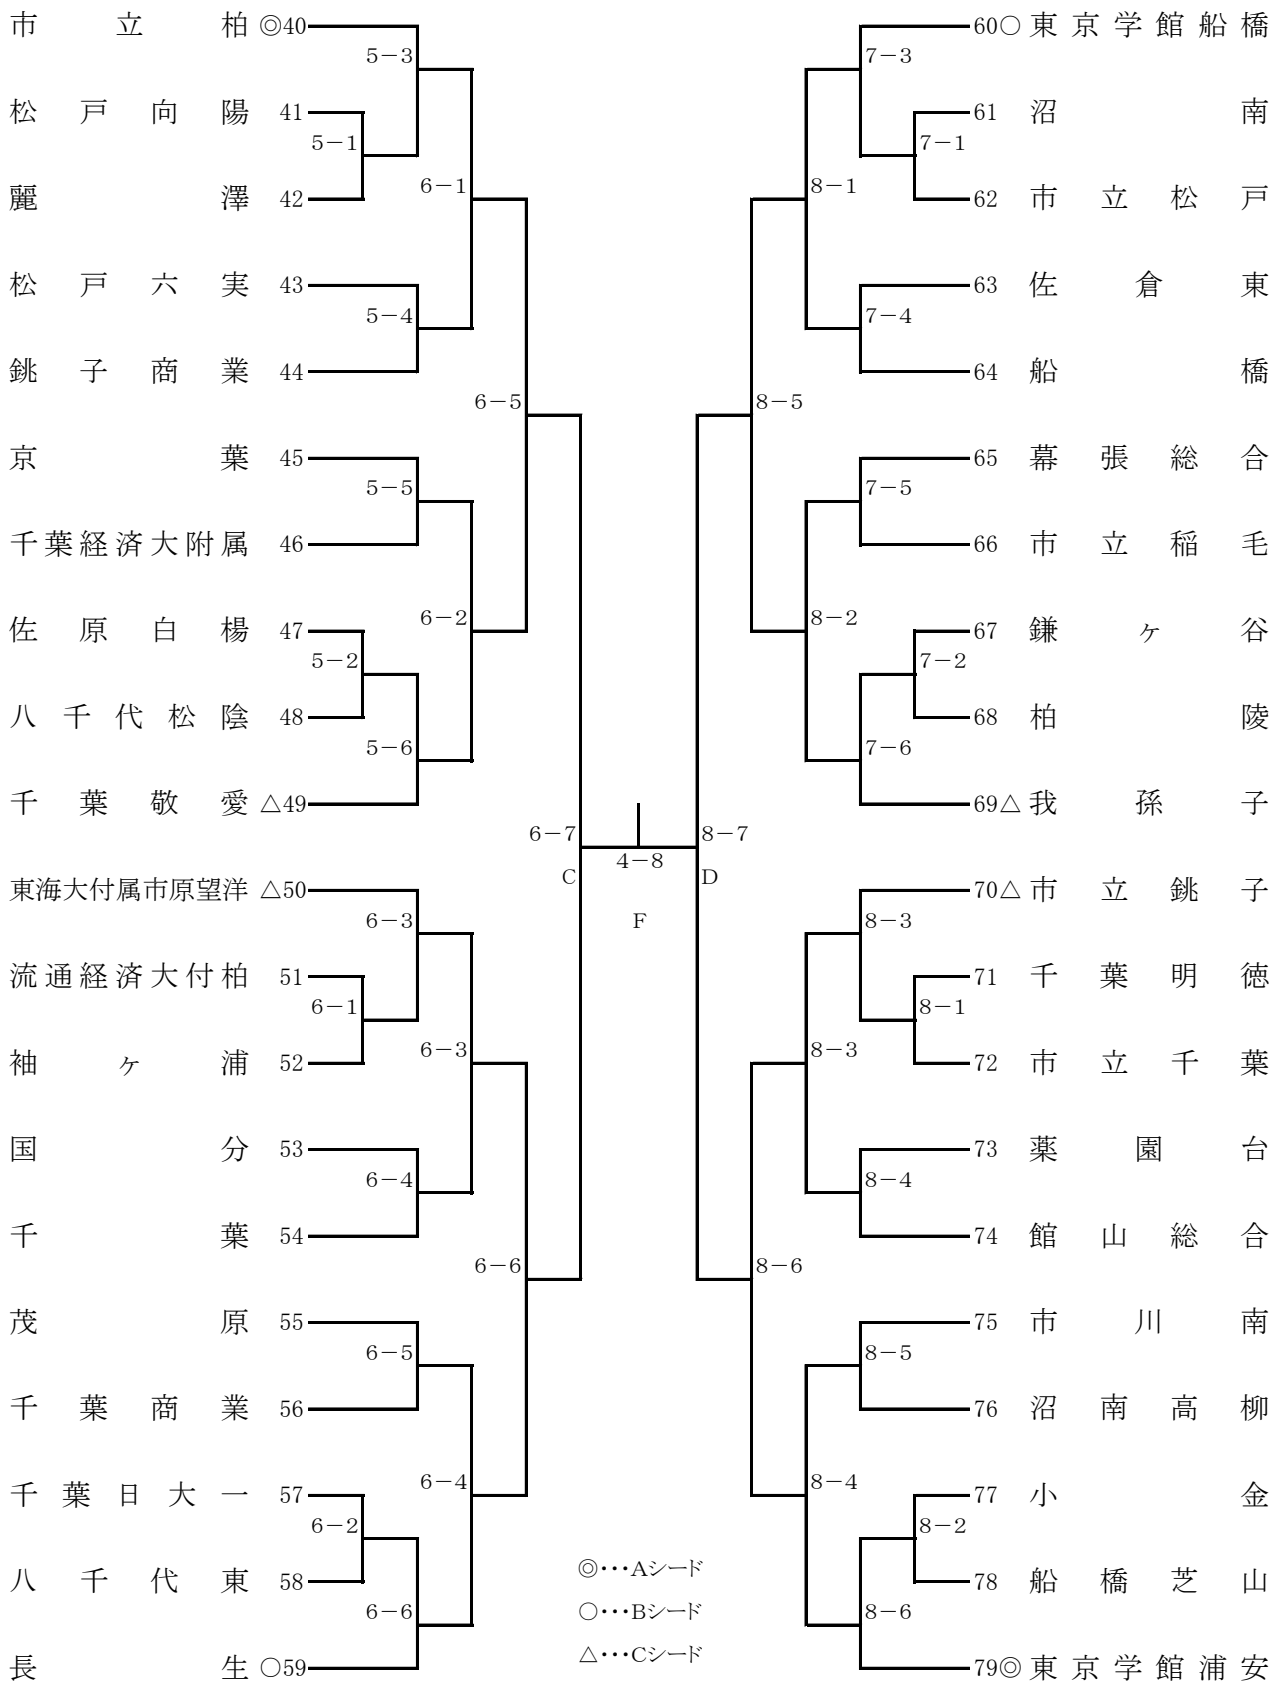 市立柏 ◎40
5-3
松戸向陽 41
5-1
麗澤 42
6-1
松戸六実 43
5-4
銚子商業 44
6-5
京葉 45
5-5
千葉経済大附属 46
6-2
佐原白楊 47
5-2
八千代松陰 48
5-6
千葉敬愛 △49
6-7
C
東海大付属市原望洋 △50
6-3
流通経済大付柏 51
6-1
袖ヶ浦 52
6-3
国分 53
6-4
千葉 54
6-6
茂原 55
6-5
千葉商業 56
6-4
千葉日大一 57
6-2
八千代東 58
6-6
長生 ○59
4-8
F
◎・・・Aシード
○・・・Bシード
△・・・Cシード
60○ 東京学館船橋
7-3
61 沼南
7-1
62 市立松戸
8-1
63 佐倉東
7-4
64 船橋
8-5
65 幕張総合
7-5
66 市立稲毛
8-2
67 鎌ヶ谷
7-2
68 柏陵
7-6
69△ 我孫子
8-7
D
70△ 市立銚子
8-3
71 千葉明徳
8-1
72 市立千葉
8-3
73 薬園台
8-4
74 館山総合
8-6
75 市川南
8-5
76 沼南高柳
8-4
77 小金
8-2
78 船橋芝山
8-6
79◎ 東京学館浦安